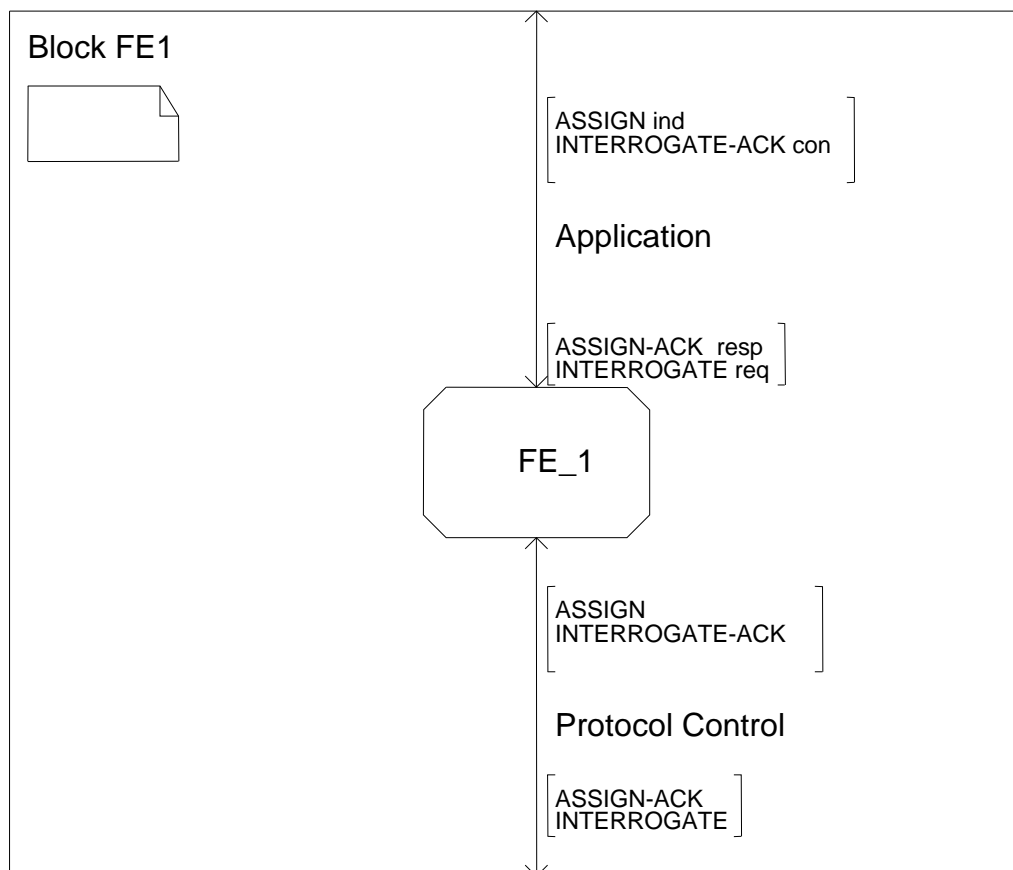 Block FE1
ASSIGN ind
INTERROGATE-ACK con
Application
ASSIGN-ACK  resp
INTERROGATE req
FE_1
ASSIGN
INTERROGATE-ACK
Protocol Control
ASSIGN-ACK
INTERROGATE